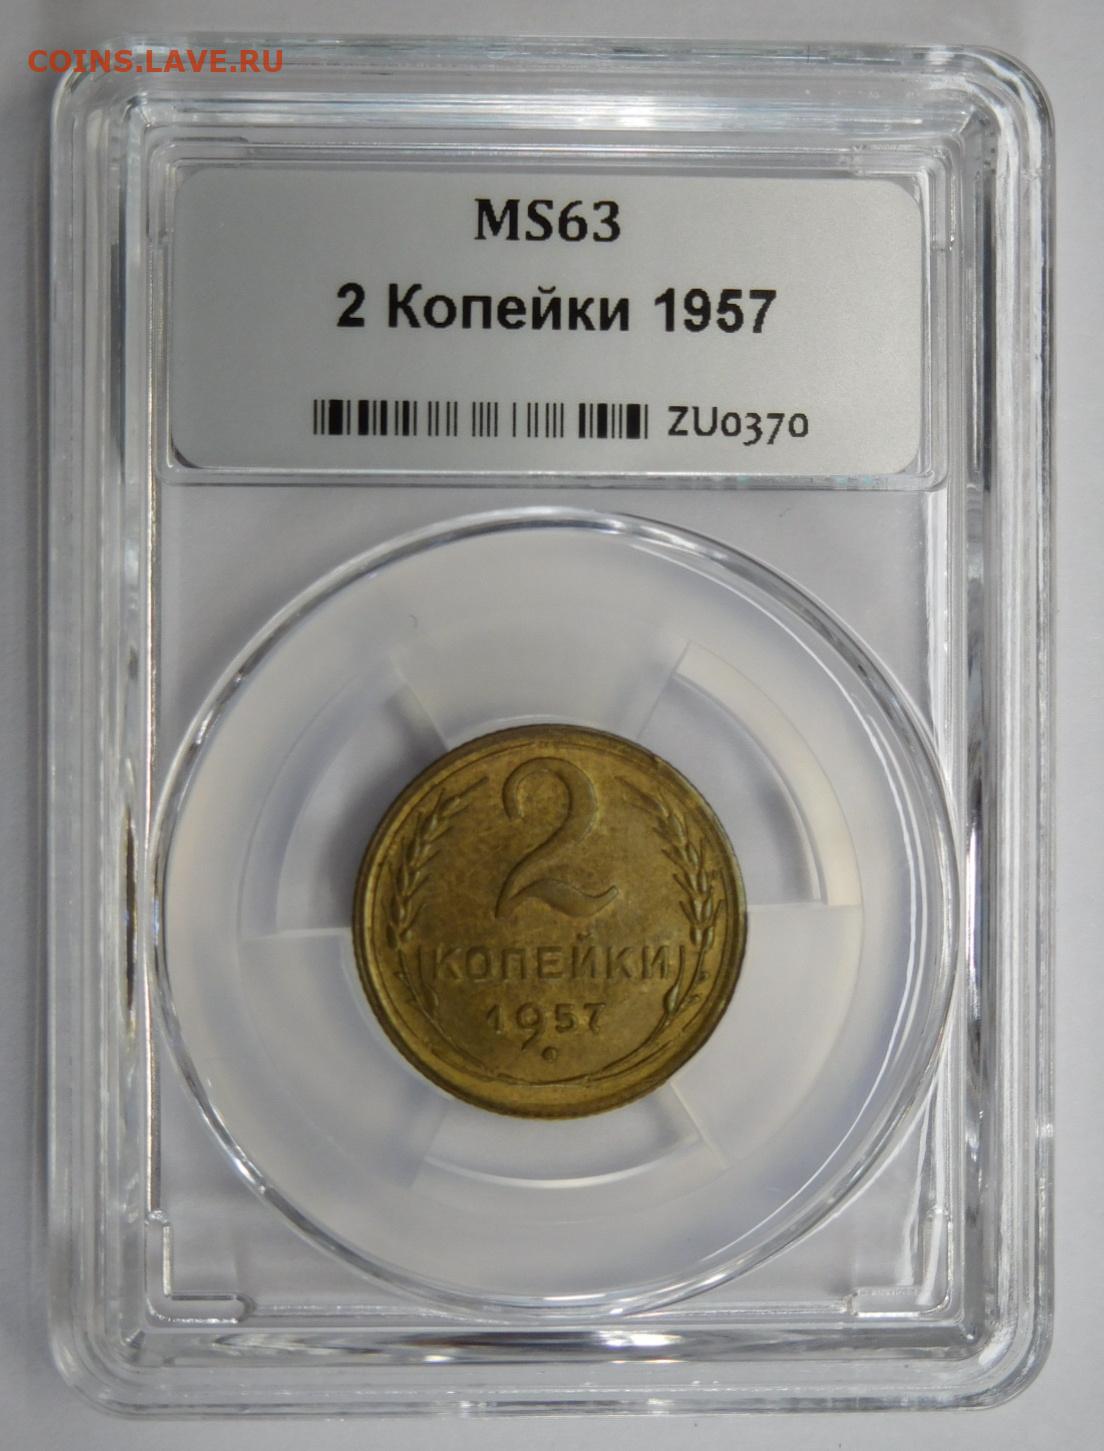 COINS.LAVE.RU
MS63
2 Копейки 1957
ZU0370
2
КОПЕЙКИ
1957